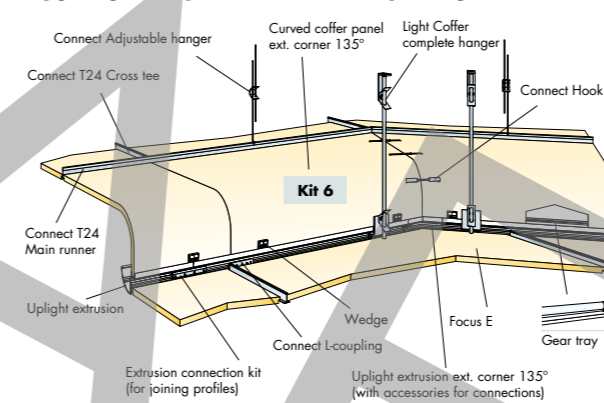 Connect Adjustable hanger
Curved coffer panel
ext. corner 135°
Light Coffer
complete hanger
Connect T24 Cross tee
Connect Hook
Kit 6
Connect T24
Main runner
Uplight extrusion
Wedge
Focus E
Gear tray
Connect L-coupling
Extrusion connection kit
(for joining profiles)
Uplight extrusion ext. corner 135°
(with accessories for connections)